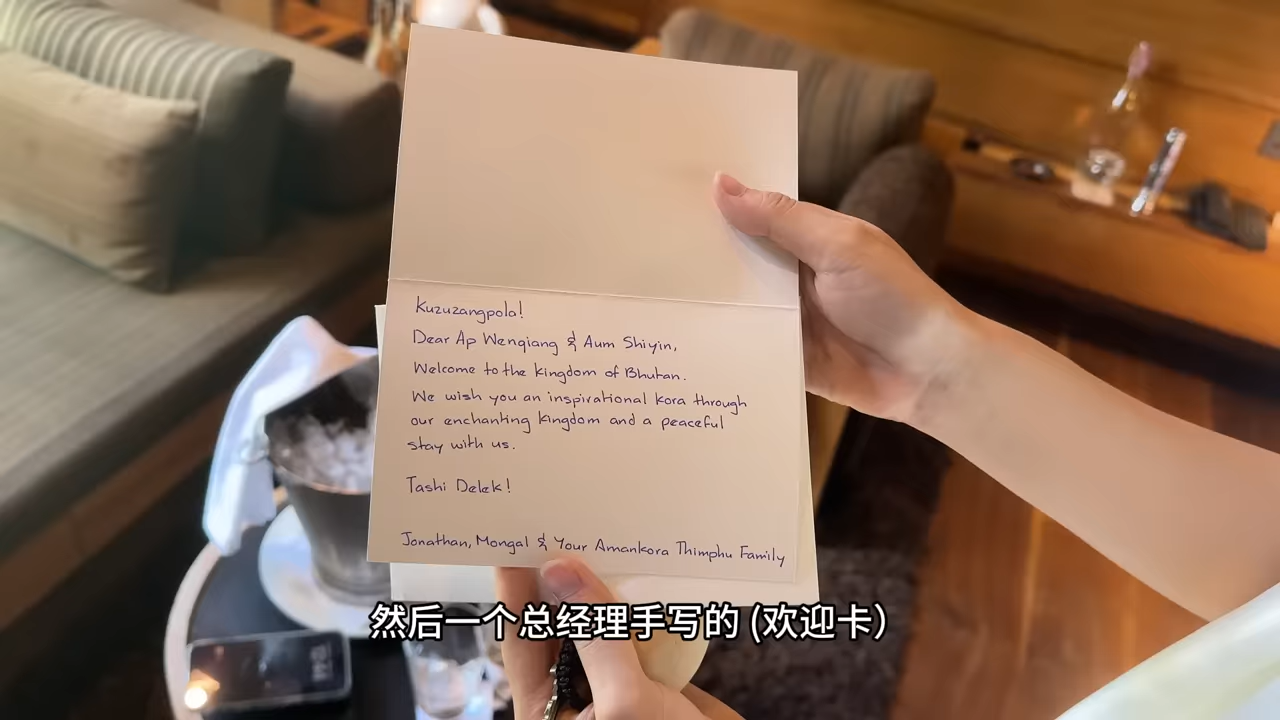 Kuzuzangpola!
Dear Ap Wenqiang & Aum Shiyin,
Welcome to the kingdom of Bhutan.
We wish you an inspirational kora through
our enchanting kingdom and a peaceful
stay with us.
Tashi Delek!
Jonathan, Mongal & Your Amankora Thimphu Family
然后一个总经理手写的 (欢迎卡）